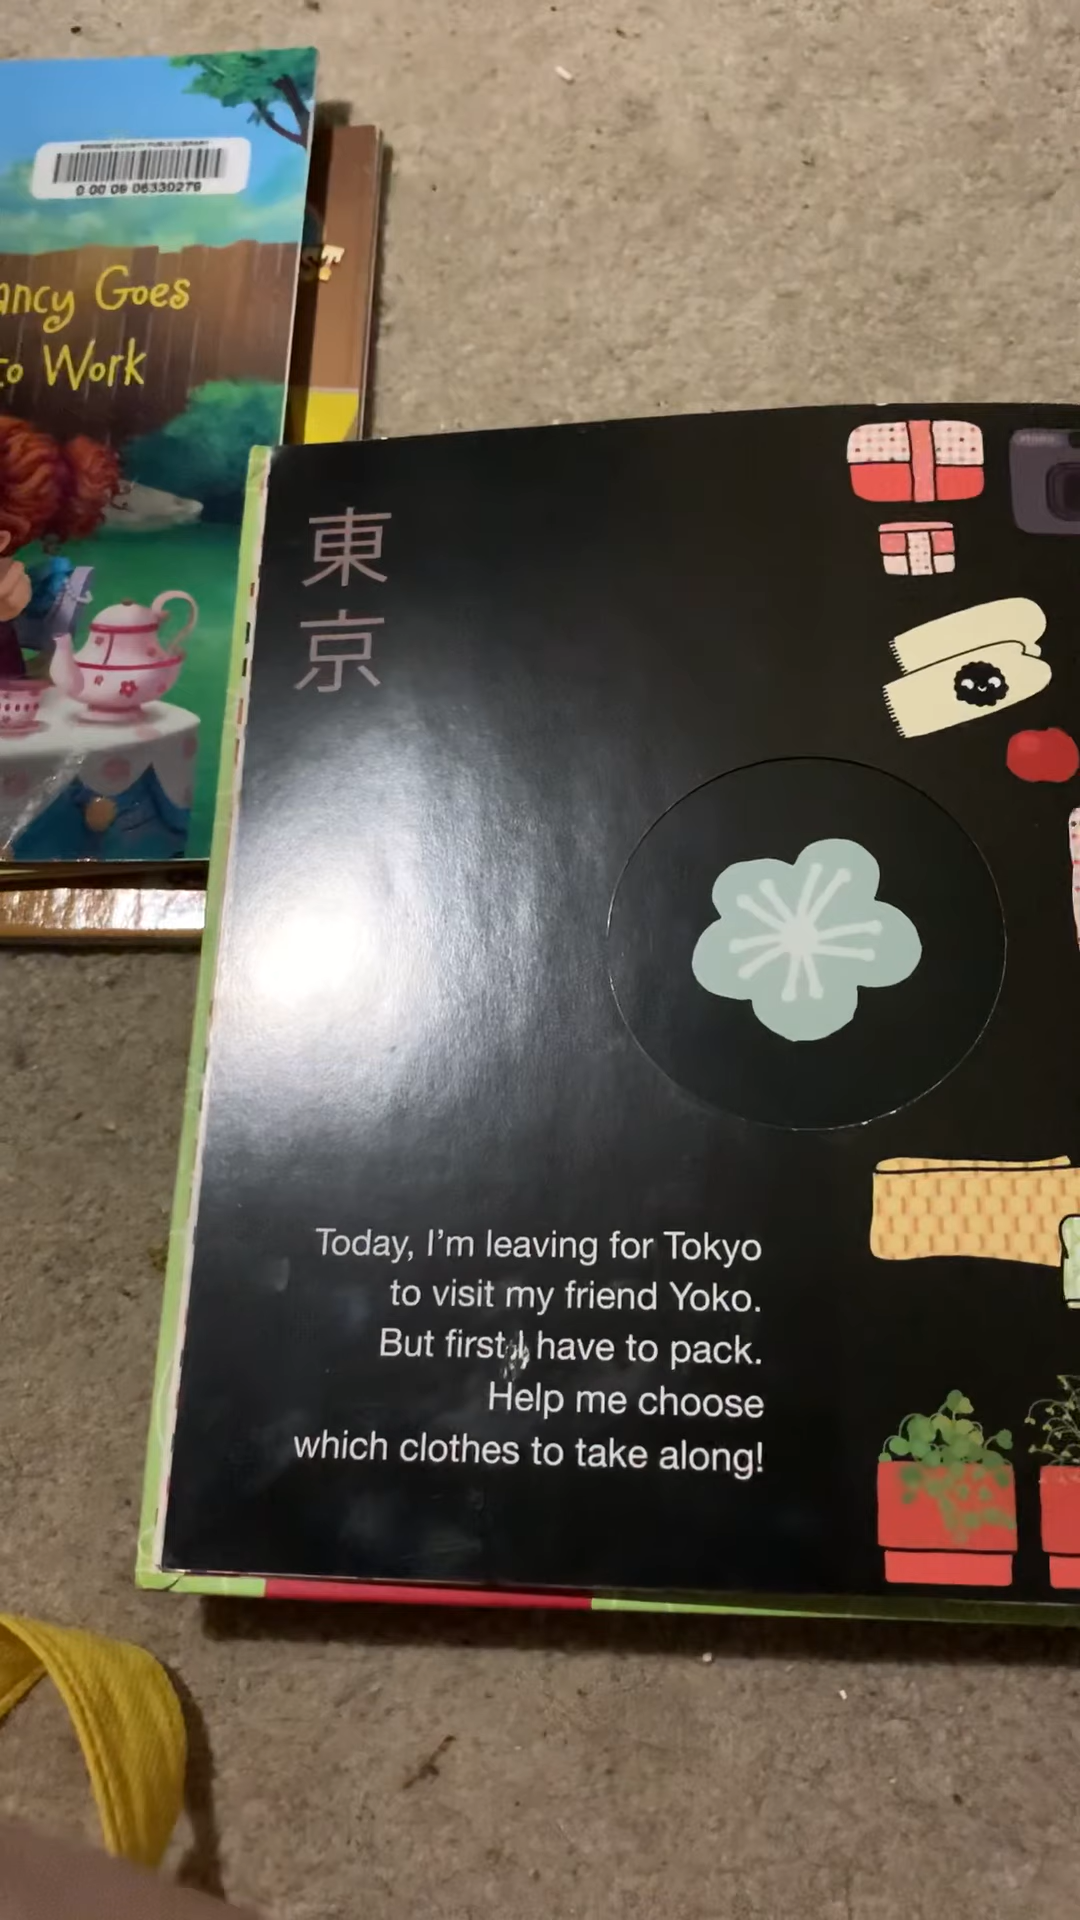 BROOME COUNTY PUBLIC LIBRARY
0 00 09 06330279
ancy Goes
to Work
ST
東
京
Today, I'm leaving for Tokyo
to visit my friend Yoko.
But first I have to pack.
Help me choose
which clothes to take along!